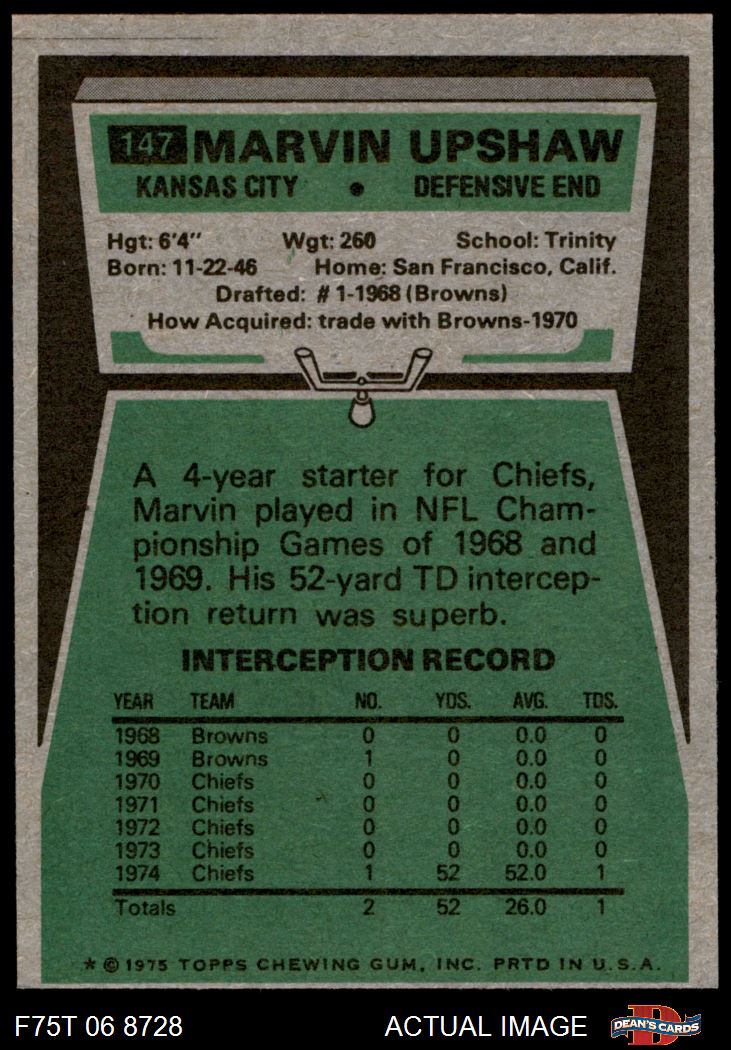 147 MARVIN UPSHAW
KANSAS CITY • DEFENSIVE END
Hgt: 6'4" Wgt: 260 School: Trinity
Born: 11-22-46 Home: San Francisco, Calif.
Drafted: #1-1968 (Browns)
How Acquired: trade with Browns-1970
A 4-year starter for Chiefs,
Marvin played in NFL Cham-
pionship Games of 1968 and
1969. His 52-yard TD intercep-
tion return was superb.
INTERCEPTION RECORD
YEAR TEAM NO. YDS. AVG. TDS.
1968 Browns 0 0 0.0 0
1969 Browns 1 0 0.0 0
1970 Chiefs 0 0 0.0 0
1971 Chiefs 0 0 0.0 0
1972 Chiefs 0 0 0.0 0
1973 Chiefs 0 0 0.0 0
1974 Chiefs 1 52 52.0 1
Totals 2 52 26.0 1
* © 1975 TOPPS CHEWING GUM, INC. PRTD IN U.S.A.
F75T 06 8728 ACTUAL IMAGE D DEAN'S CARDS